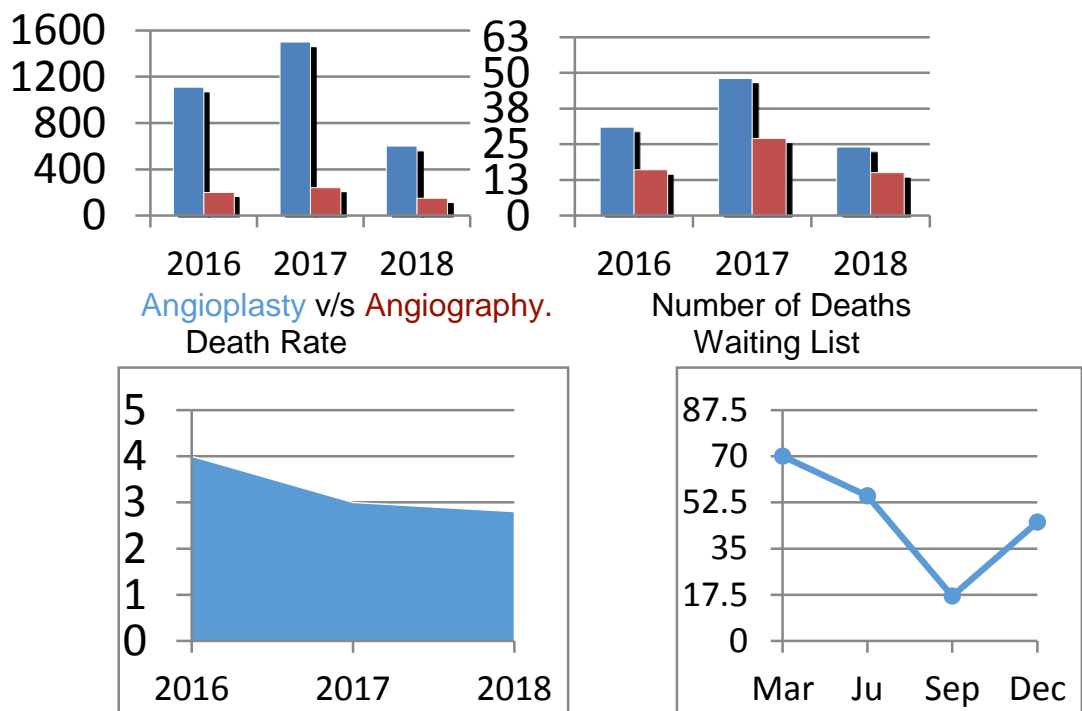 1600
1200
800
400
0
2016 2017 2018
63
50
38
25
13
0
2016 2017 2018
Angioplasty v/s Angiography.
Number of Deaths
Death Rate
Waiting List
5
4
3
2
1
0
2016 2017 2018
87.5
70
52.5
35
17.5
0
Mar Ju Sep Dec